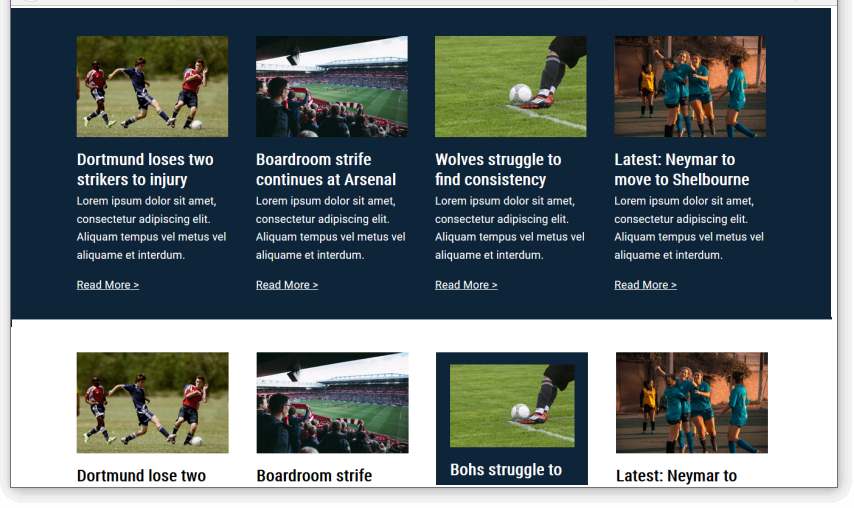 Dortmund loses two
strikers to injury
Lorem ipsum dolor sit amet,
consectetur adipiscing elit.
Aliquam tempus vel metus vel
aliquame et interdum.
Read More >
Boardroom strife
continues at Arsenal
Lorem ipsum dolor sit amet,
consectetur adipiscing elit.
Aliquam tempus vel metus vel
aliquame et interdum.
Read More >
Wolves struggle to
find consistency
Lorem ipsum dolor sit amet,
consectetur adipiscing elit.
Aliquam tempus vel metus vel
aliquame et interdum.
Read More >
Latest: Neymar to
move to Shelbourne
Lorem ipsum dolor sit amet,
consectetur adipiscing elit.
Aliquam tempus vel metus vel
aliquame et interdum.
Read More >
Dortmund lose two
Boardroom strife
Bohs struggle to
Latest: Neymar to